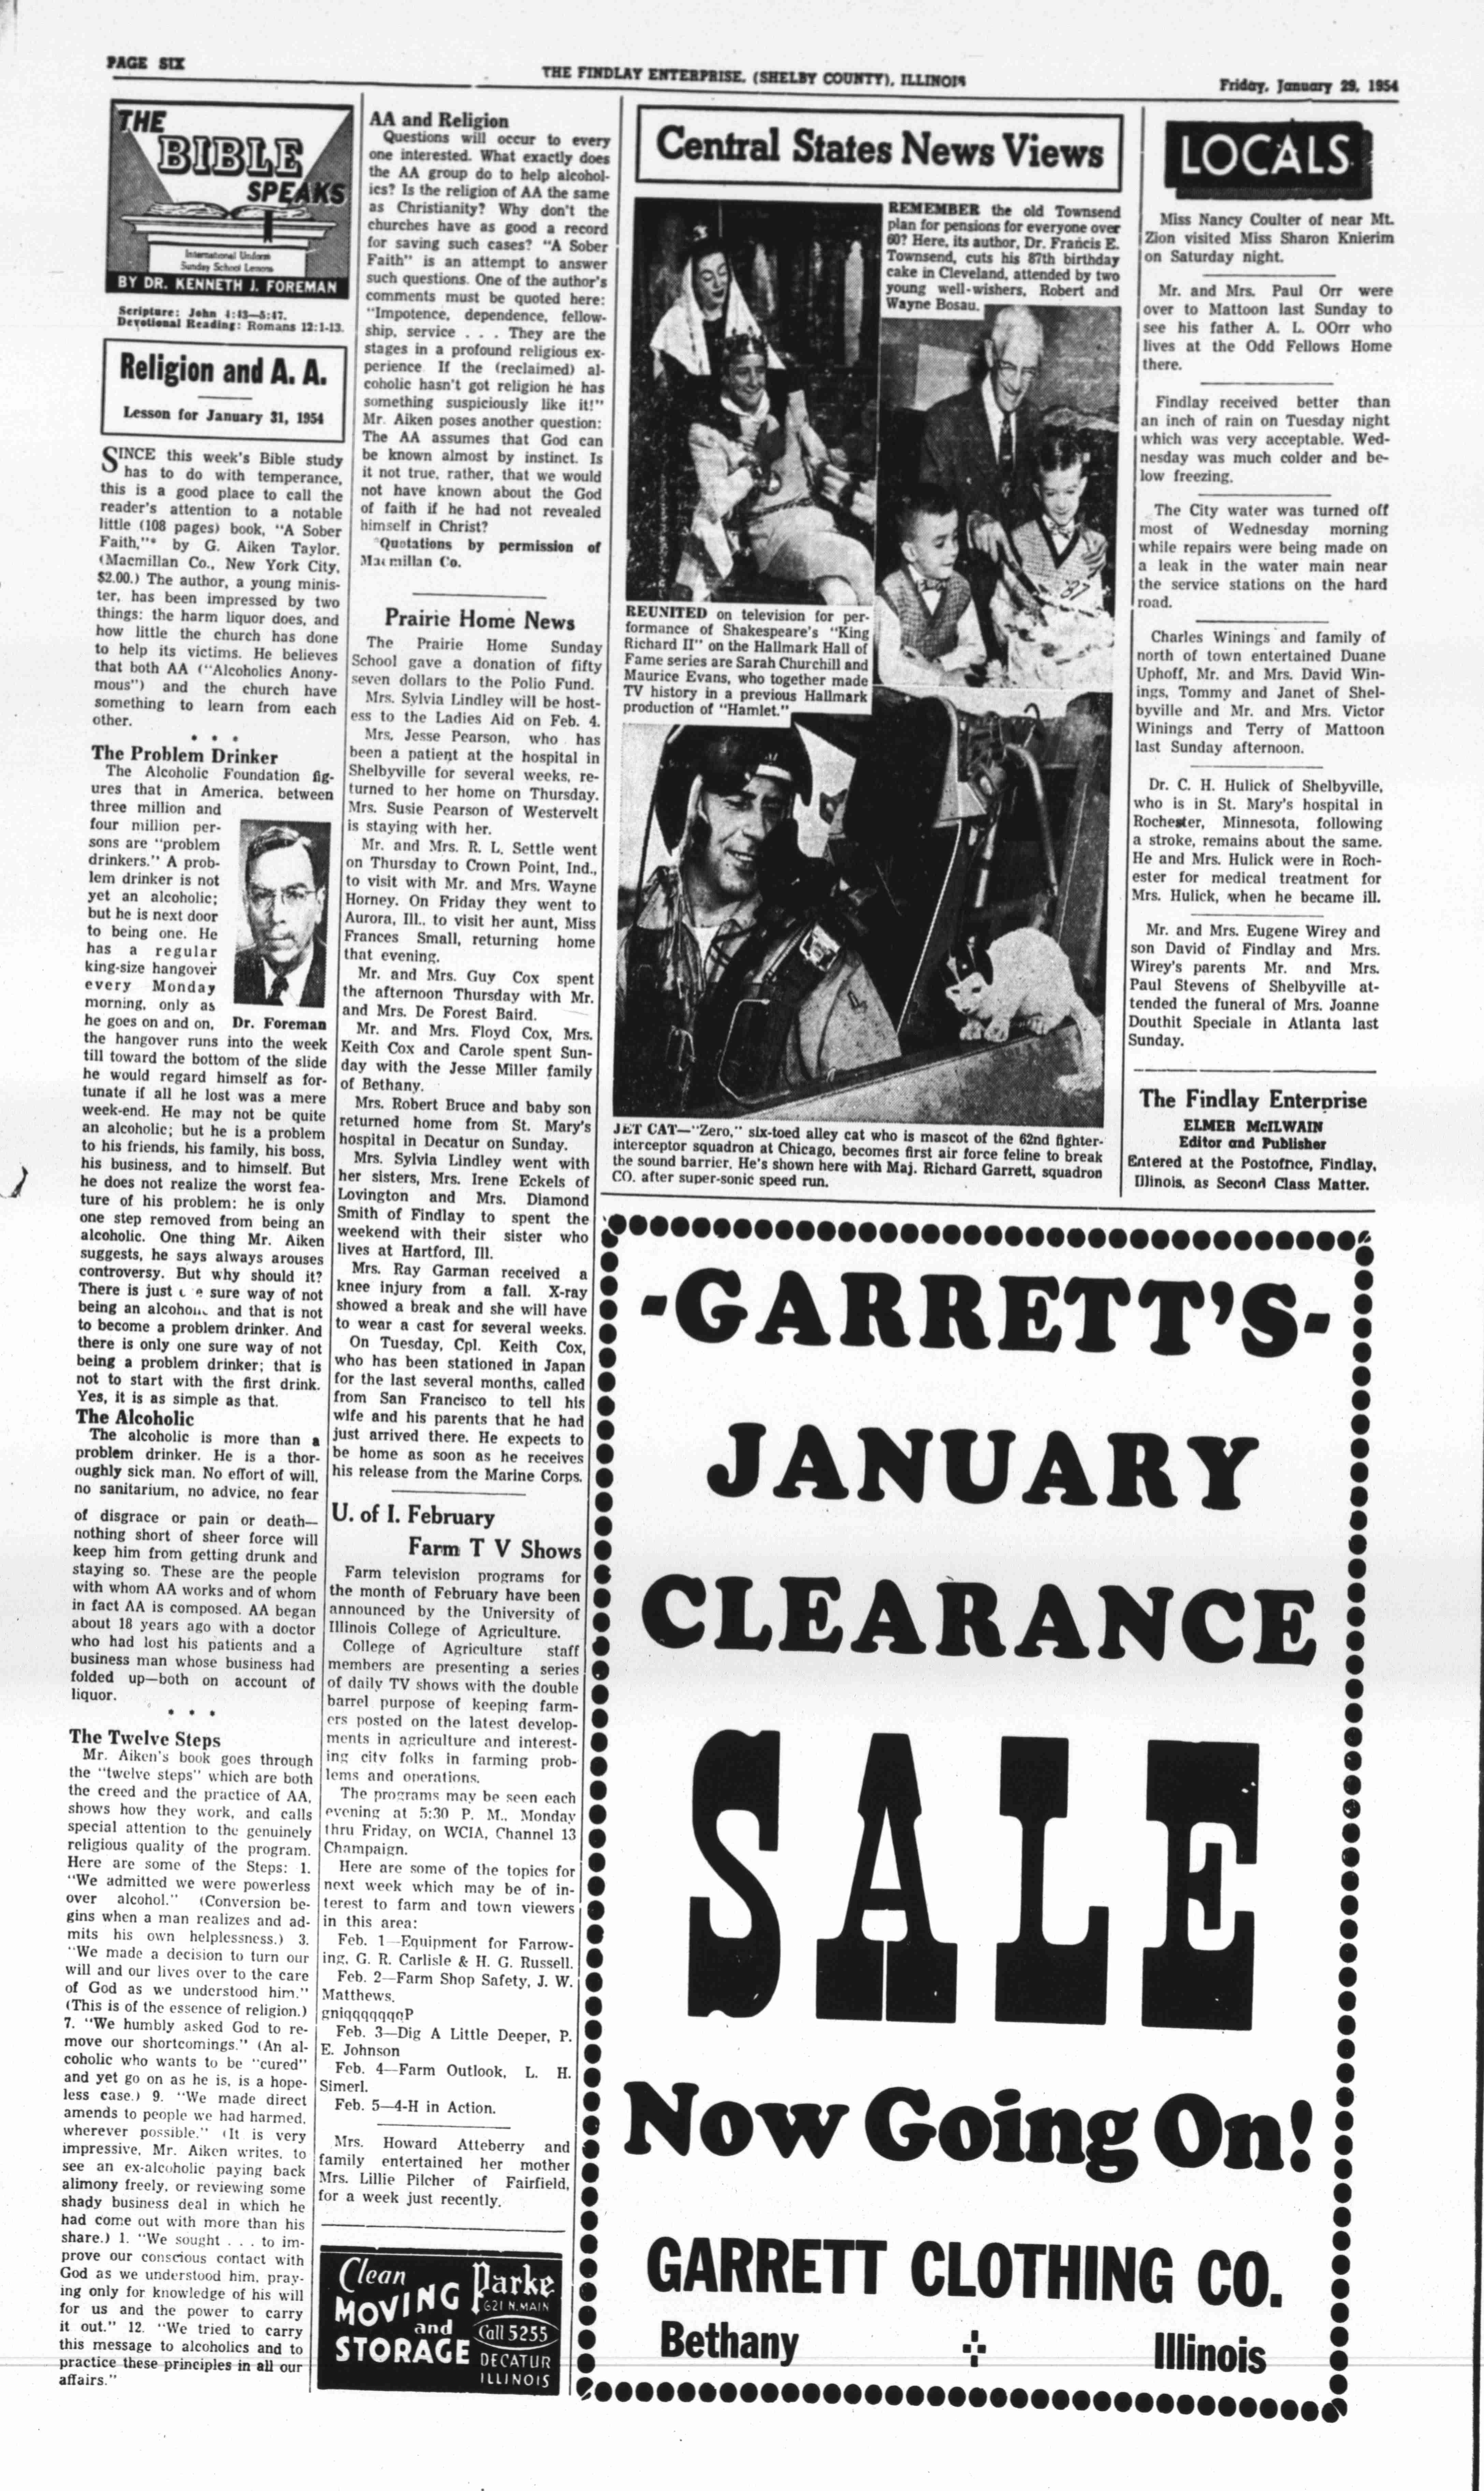 PAGE SIX
THE FINDLAY ENTERPRISE, (SHELBY COUNTY), ILLINOIS
Friday, January 29, 1954
THE
BIBLE
SPEAKS
International Uniform
Sunday School Lessons
BY DR. KENNETH J. FOREMAN
Scripture: John 4:43—5:47.
Devotional Reading: Romans 12:1-13.
Religion and A. A.
Lesson for January 31, 1954
SINCE this week's Bible study
has to do with temperance,
this is a good place to call the
reader's attention to a notable
little (108 pages) book, "A Sober
Faith,"* by G. Aiken Taylor.
(Macmillan Co., New York City,
$2.00.) The author, a young minis-
ter, has been impressed by two
things: the harm liquor does, and
how little the church has done
to help its victims. He believes
that both AA ("Alcoholics Anony-
mous") and the church have
something to learn from each
other.
• • •
The Problem Drinker
The Alcoholic Foundation fig-
ures that in America, between
three million and
four million per-
sons are "problem
drinkers." A prob-
lem drinker is not
yet an alcoholic;
but he is next door
to being one. He
has a regular
king-size hangover
every Monday
morning, only as
he goes on and on,
Dr. Foreman
the hangover runs into the week
till toward the bottom of the slide
he would regard himself as for-
tunate if all he lost was a mere
week-end. He may not be quite
an alcoholic; but he is a problem
to his friends, his family, his boss,
his business, and to himself. But
he does not realize the worst fea-
ture of his problem: he is only
one step removed from being an
alcoholic. One thing Mr. Aiken
suggests, he says always arouses
controversy. But why should it?
There is just sure way of not
being an and that is not
to become a problem drinker. And
there is only one sure way of not
being a problem drinker; that is
not to start with the first drink.
Yes, it is as simple as that.
The Alcoholic
The alcoholic is more than a
problem drinker. He is a thor-
oughly sick man. No effort of will,
no sanitarium, no advice, no fear
of disgrace or pain or death—
nothing short of sheer force will
keep him from getting drunk and
staying so. These are the people
with whom AA works and of whom
in fact AA is composed. AA began
about 18 years ago with a doctor
who had lost his patients and a
business man whose business had
folded up—both on account of
liquor.
• • •
The Twelve Steps
Mr. Aiken's book goes through
the "twelve steps" which are both
the creed and the practice of AA,
shows how they work, and calls
special attention to the genuinely
religious quality of the program.
Here are some of the Steps: 1.
"We admitted we were powerless
over alcohol." (Conversion be-
gins when a man realizes and ad-
mits his own helplessness.) 3.
"We made a decision to turn our
will and our lives over to the care
of God as we understood him."
(This is of the essence of religion.)
7. "We humbly asked God to re-
move our shortcomings." (An al-
coholic who wants to be "cured"
and yet go on as he is, is a hope-
less case.) 9. "We made direct
amends to people we had harmed,
wherever possible." (It is very
impressive, Mr. Aiken writes, to
see an ex-alcoholic paying back
alimony freely, or reviewing some
shady business deal in which he
had come out with more than his
share.) 1. "We sought . . . to im-
prove our conscious contact with
God as we understood him, pray-
ing only for knowledge of his will
for us and the power to carry
it out." 12. "We tried to carry
this message to alcoholics and to
practice these principles in all our
affairs."
AA and Religion
Questions will occur to every
one interested. What exactly does
the AA group do to help alcohol-
ics? Is the religion of AA the same
as Christianity? Why don't the
churches have as good a record
for saving such cases? "A Sober
Faith" is an attempt to answer
such questions. One of the author's
comments must be quoted here:
"Impotence, dependence, fellow-
ship, service . . . They are the
stages in a profound religious ex-
perience. If the (reclaimed) al-
coholic hasn't got religion he has
something suspiciously like it!"
Mr. Aiken poses another question:
The AA assumes that God can
be known almost by instinct. Is
it not true, rather, that we would
not have known about the God
of faith if he had not revealed
himself in Christ?
*Quotations by permission of
Macmillan Co.
Prairie Home News
The Prairie Home Sunday
School gave a donation of fifty
seven dollars to the Polio Fund.
Mrs. Sylvia Lindley will be host-
ess to the Ladies Aid on Feb. 4.
Mrs. Jesse Pearson, who has
been a patient at the hospital in
Shelbyville for several weeks, re-
turned to her home on Thursday.
Mrs. Susie Pearson of Westervelt
is staying with her.
Mr. and Mrs. R. L. Settle went
on Thursday to Crown Point, Ind.,
to visit with Mr. and Mrs. Wayne
Horney. On Friday they went to
Aurora, Ill., to visit her aunt, Miss
Frances Small, returning home
that evening.
Mr. and Mrs. Guy Cox spent
the afternoon Thursday with Mr.
and Mrs. De Forest Baird.
Mr. and Mrs. Floyd Cox, Mrs.
Keith Cox and Carole spent Sun-
day with the Jesse Miller family
of Bethany.
Mrs. Robert Bruce and baby son
returned home from St. Mary's
hospital in Decatur on Sunday.
Mrs. Sylvia Lindley went with
her sisters, Mrs. Irene Eckels of
Lovington and Mrs. Diamond
Smith of Findlay to spent the
weekend with their sister who
lives at Hartford, Ill.
Mrs. Ray Garman received a
knee injury from a fall. X-ray
showed a break and she will have
to wear a cast for several weeks.
On Tuesday, Cpl. Keith Cox,
who has been stationed in Japan
for the last several months, called
from San Francisco to tell his
wife and his parents that he had
just arrived there. He expects to
be home as soon as he receives
his release from the Marine Corps.
U. of I. February
Farm T V Shows
Farm television programs for
the month of February have been
announced by the University of
Illinois College of Agriculture.
College of Agriculture staff
members are presenting a series
of daily TV shows with the double
barrel purpose of keeping farm-
ers posted on the latest develop-
ments in agriculture and interest-
ing city folks in farming prob-
lems and operations.
The programs may be seen each
evening at 5:30 P. M., Monday
thru Friday, on WCIA, Channel 13
Champaign.
Here are some of the topics for
next week which may be of in-
terest to farm and town viewers
in this area:
Feb. 1—Equipment for Farrow-
ing, G. R. Carlisle & H. G. Russell.
Feb. 2—Farm Shop Safety, J. W.
Matthews.
gniqqqqqqoP
Feb. 3—Dig A Little Deeper, P.
E. Johnson
Feb. 4—Farm Outlook, L. H.
Simerl.
Feb. 5—4-H in Action.
Mrs. Howard Atteberry and
family entertained her mother
Mrs. Lillie Pilcher of Fairfield,
for a week just recently.
Clean
MOVING
and
STORAGE
Parke
621 N. MAIN
Call 5255
DECATUR
ILLINOIS
Central States News Views
REMEMBER the old Townsend
plan for pensions for everyone over
60? Here, its author, Dr. Francis E.
Townsend, cuts his 87th birthday
cake in Cleveland, attended by two
young well-wishers, Robert and
Wayne Bosau.
87
REUNITED on television for per-
formance of Shakespeare's "King
Richard II" on the Hallmark Hall of
Fame series are Sarah Churchill and
Maurice Evans, who together made
TV history in a previous Hallmark
production of "Hamlet."
JET CAT—"Zero," six-toed alley cat who is mascot of the 62nd fighter-
interceptor squadron at Chicago, becomes first air force feline to break
the sound barrier. He's shown here with Maj. Richard Garrett, squadron
CO. after super-sonic speed run.
LOCALS
Miss Nancy Coulter of near Mt.
Zion visited Miss Sharon Knierim
on Saturday night.
Mr. and Mrs. Paul Orr were
over to Mattoon last Sunday to
see his father A. L. OOrr who
lives at the Odd Fellows Home
there.
Findlay received better than
an inch of rain on Tuesday night
which was very acceptable. Wed-
nesday was much colder and be-
low freezing.
The City water was turned off
most of Wednesday morning
while repairs were being made on
a leak in the water main near
the service stations on the hard
road.
Charles Winings and family of
north of town entertained Duane
Uphoff, Mr. and Mrs. David Win-
ings, Tommy and Janet of Shel-
byville and Mr. and Mrs. Victor
Winings and Terry of Mattoon
last Sunday afternoon.
Dr. C. H. Hulick of Shelbyville,
who is in St. Mary's hospital in
Rochester, Minnesota, following
a stroke, remains about the same.
He and Mrs. Hulick were in Roch-
ester for medical treatment for
Mrs. Hulick, when he became ill.
Mr. and Mrs. Eugene Wirey and
son David of Findlay and Mrs.
Wirey's parents Mr. and Mrs.
Paul Stevens of Shelbyville at-
tended the funeral of Mrs. Joanne
Douthit Speciale in Atlanta last
Sunday.
The Findlay Enterprise
ELMER McILWAIN
Editor and Publisher
Entered at the Postoffice, Findlay,
Illinois, as Second Class Matter.
-GARRETT'S-
JANUARY
CLEARANCE
SALE
Now Going On!
GARRETT CLOTHING CO.
Bethany Illinois